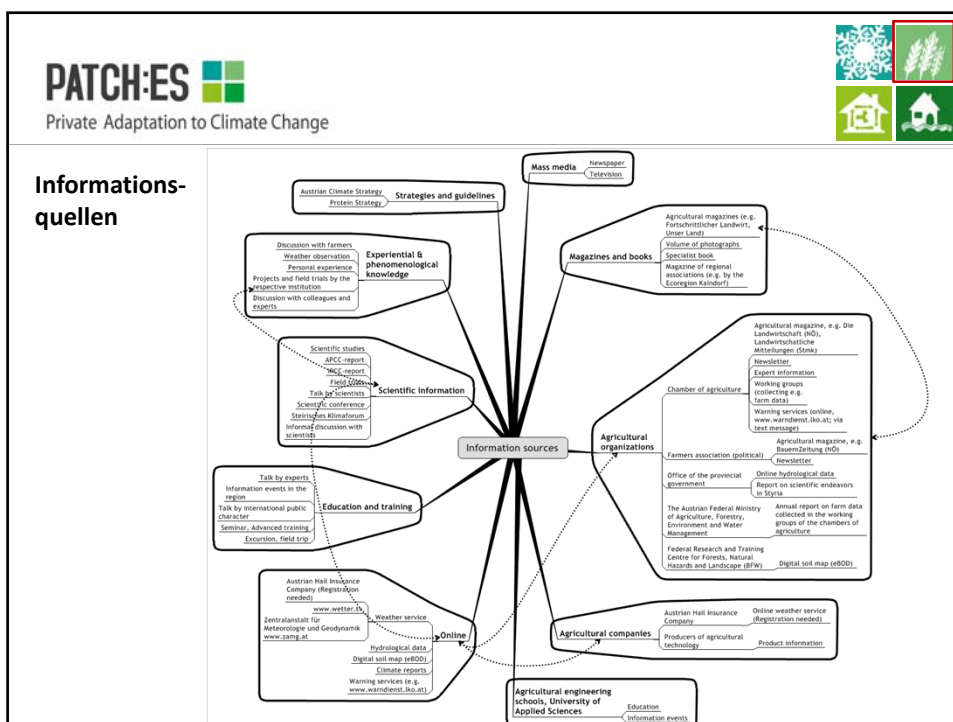 PATCH:ES
Private Adaptation to Climate Change
Informations-
quellen
Information sources
Mass media
Newspaper
Television
Strategies and guidelines
Austrian Climate Strategy
Protein Strategy
Experiential &
phenomenological
knowledge
Discussion with farmers
Weather observation
Personal experience
Projects and field trials by the
respective institution
Discussion with colleagues and
experts
Magazines and books
Agricultural magazines (e.g.
Fortschrittlicher Landwirt,
Unser Land)
Volume of photographs
Specialist book
Magazine of regional
associations (e.g. by the
Ecoregion Kaindorf)
Scientific information
Scientific studies
APCC-report
IPCC-report
Field trials
Talk by scientists
Scientific conference
Steirisches Klimaforum
Informal discussion with
scientists
Agricultural
organizations
Chamber of agriculture
Agricultural magazine, e.g. Die
Landwirtschaft (NÖ),
Landwirtschatliche
Mitteilungen (Stmk)
Newsletter
Expert information
Working groups
(collecting e.g.
farm data)
Warning services (online,
www.warndienst.lko.at; via
text message)
Farmers association (political)
Agricultural magazine, e.g.
BauernZeitung (NÖ)
Newsletter
Office of the provincial
government
Online hydrological data
Report on scientific endeavors
in Styria
The Austrian Federal Ministry
of Agriculture, Forestry,
Environment and Water
Management
Annual report on farm data
collected in the working
groups of the chambers of
agriculture
Federal Research and Training
Centre for Forests, Natural
Hazards and Landscape (BFW)
Digital soil map (eBOD)
Education and training
Talk by experts
Information events in the
region
Talk by international public
character
Seminar, Advanced training
Excursion, field trip
Online
Weather service
Austrian Hail Insurance
Company (Registration
needed)
www.wetter.tv
Zentralanstalt für
Meteorologie und Geodynamik
www.zamg.at
Hydrological data
Digital soil map (eBOD)
Climate reports
Warning services (e.g.
www.warndienst.lko.at)
Agricultural companies
Austrian Hail Insurance
Company
Online weather service
(Registration needed)
Producers of agricultural
technology
Product information
Agricultural engineering
schools, University of
Applied Sciences
Education
Information events